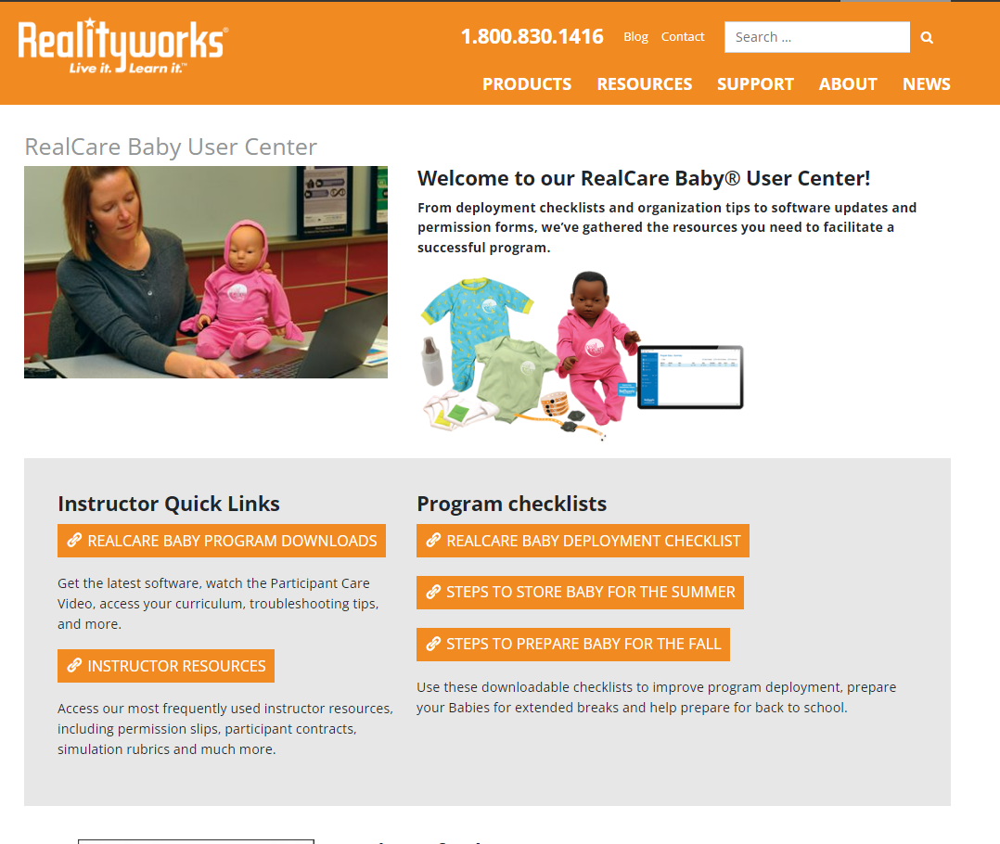 Realityworks®
Live it. Learn it.™
1.800.830.1416 Blog Contact Search ...
PRODUCTS RESOURCES SUPPORT ABOUT NEWS
RealCare Baby User Center
Welcome to our RealCare Baby® User Center!
From deployment checklists and organization tips to software updates and
permission forms, we’ve gathered the resources you need to facilitate a
successful program.
Instructor Quick Links
REALCARE BABY PROGRAM DOWNLOADS
Get the latest software, watch the Participant Care
Video, access your curriculum, troubleshooting tips,
and more.
INSTRUCTOR RESOURCES
Access our most frequently used instructor resources,
including permission slips, participant contracts,
simulation rubrics and much more.
Program checklists
REALCARE BABY DEPLOYMENT CHECKLIST
STEPS TO STORE BABY FOR THE SUMMER
STEPS TO PREPARE BABY FOR THE FALL
Use these downloadable checklists to improve program deployment, prepare
your Babies for extended breaks and help prepare for back to school.